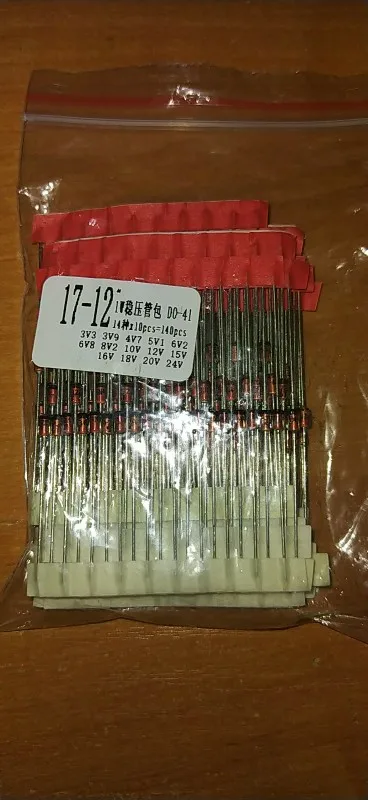 17-12
1W稳压管包 DO-41
14种x10pcs=140pcs
3V3 3V9 4V7 5V1 6V2
6V8 8V2 10V 12V 15V
16V 18V 20V 24V